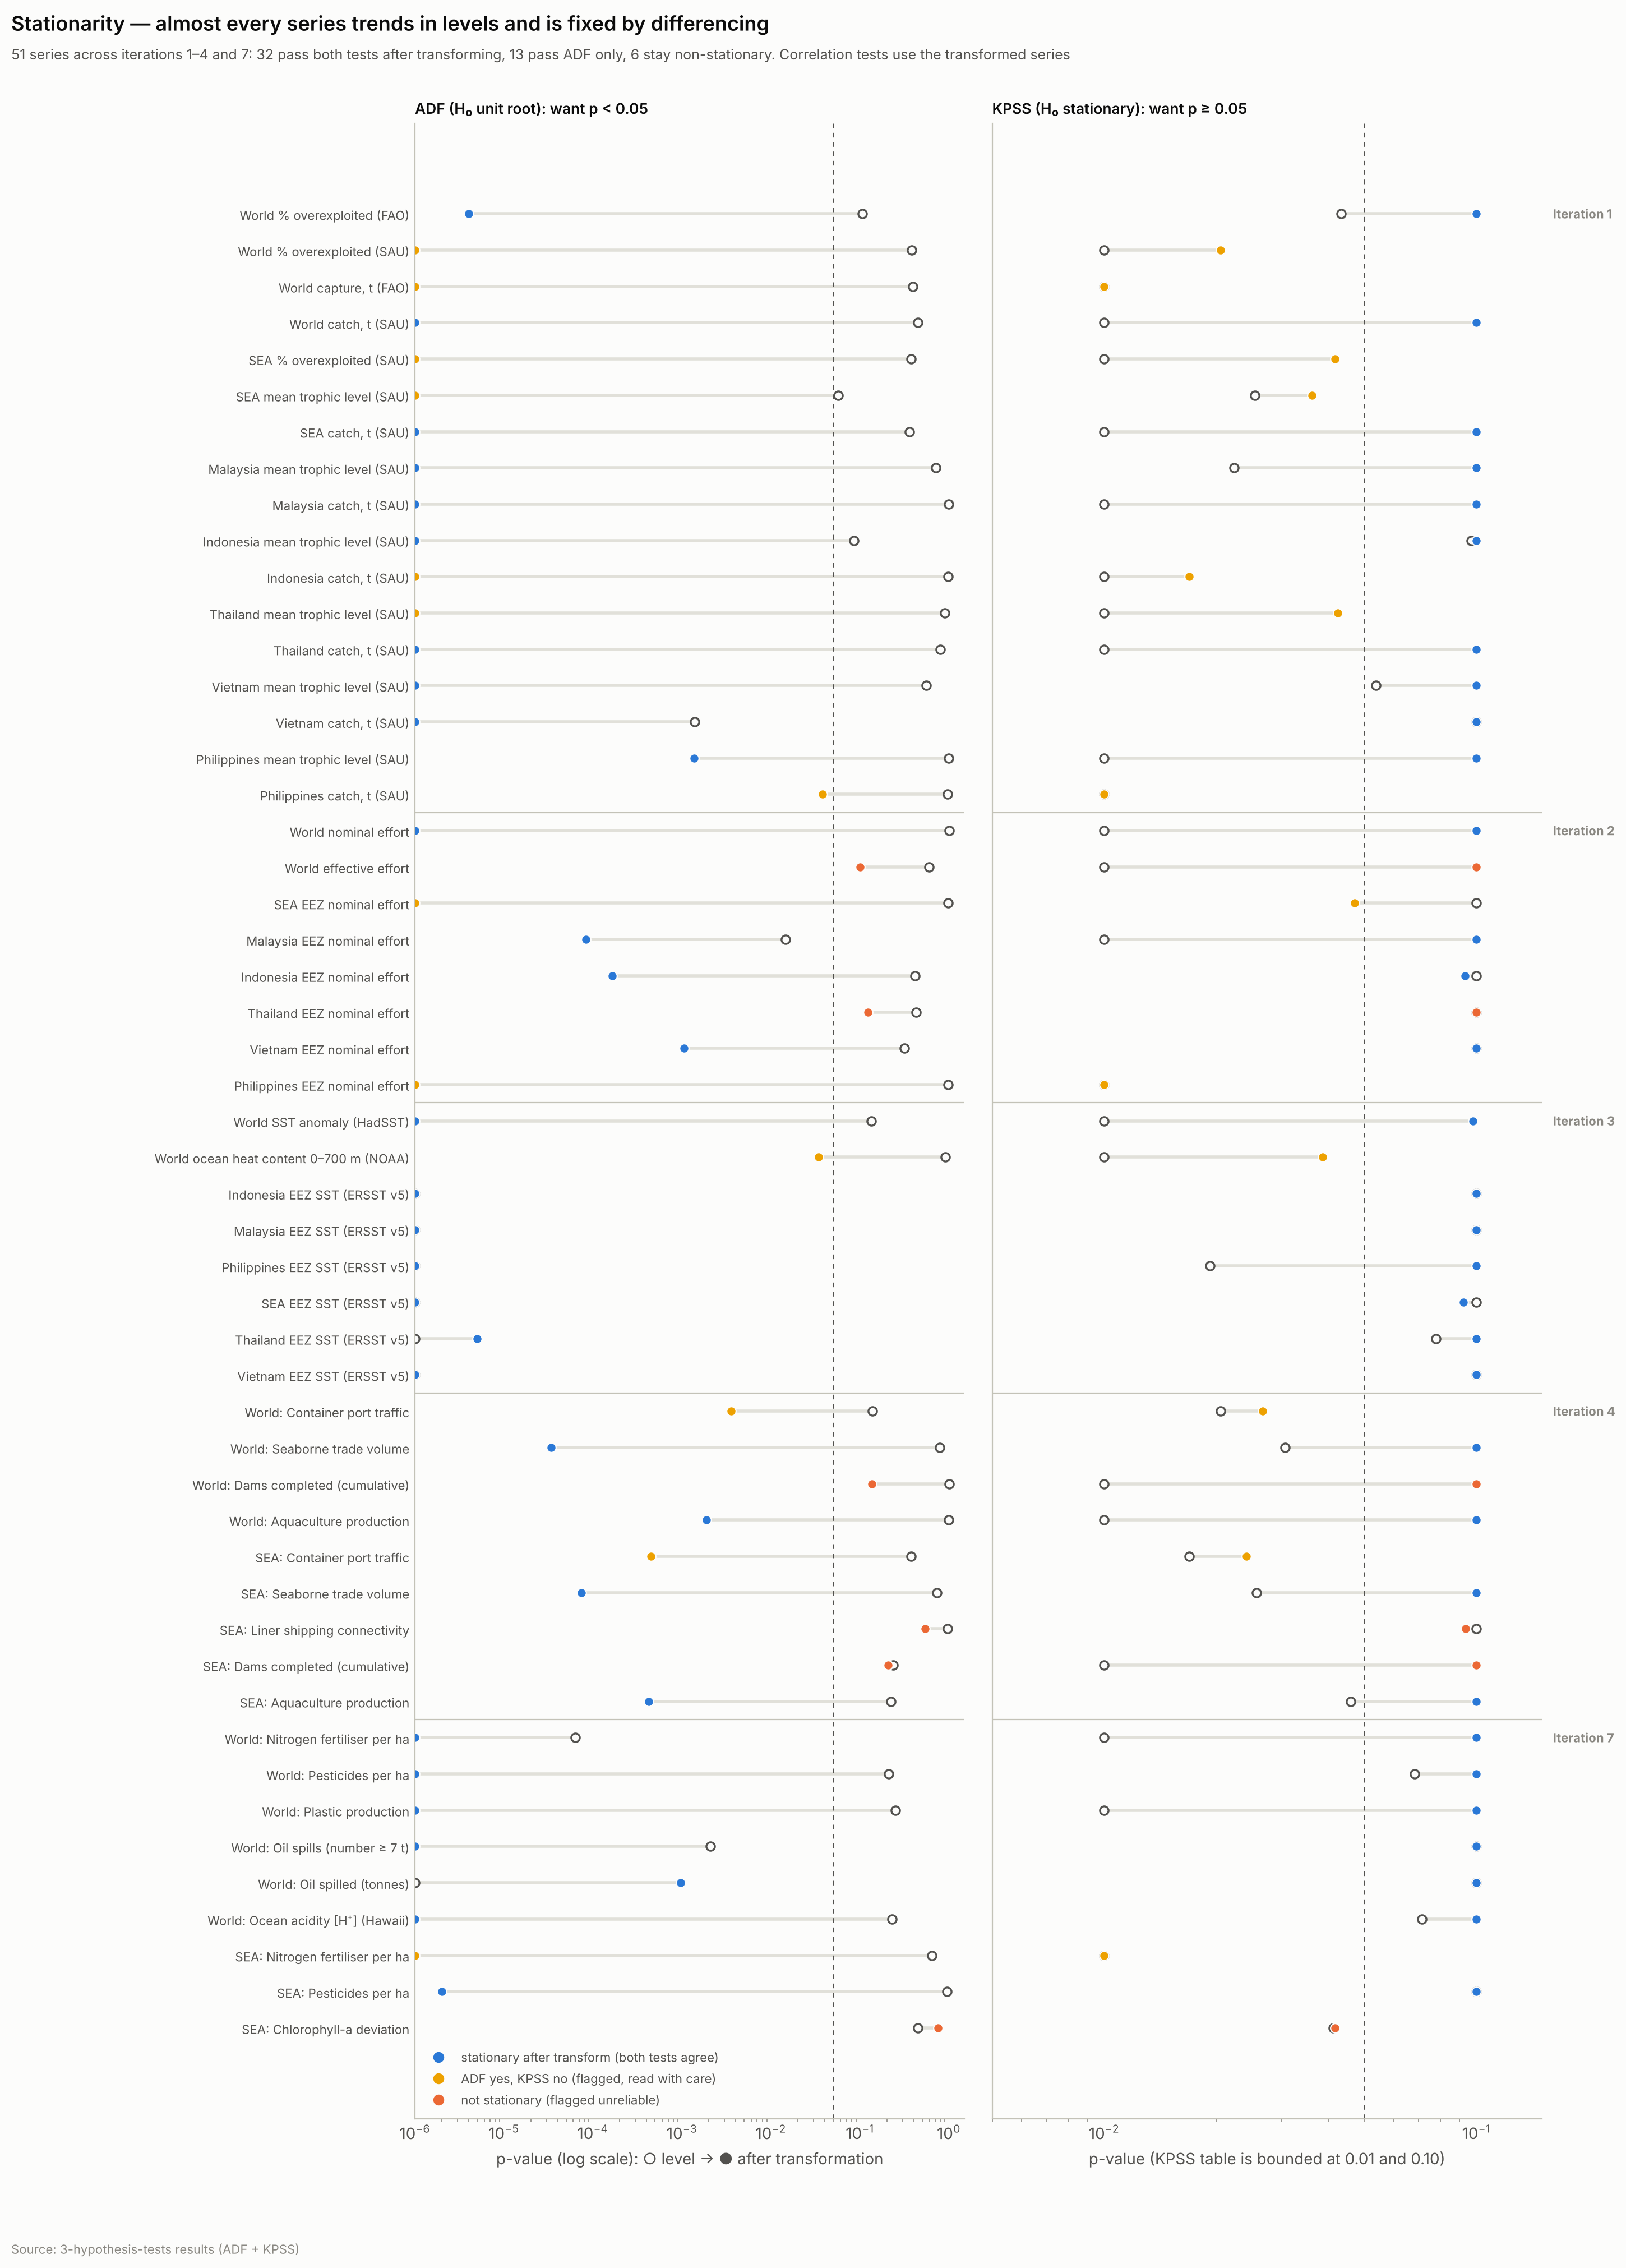 Stationarity — almost every series trends in levels and is fixed by differencing
51 series across iterations 1–4 and 7: 32 pass both tests after transforming, 13 pass ADF only, 6 stay non-stationary. Correlation tests use the transformed series
ADF (H₀ unit root): want p < 0.05
KPSS (H₀ stationary): want p ≥ 0.05
World % overexploited (FAO)
Iteration 1
World % overexploited (SAU)
World capture, t (FAO)
World catch, t (SAU)
SEA % overexploited (SAU)
SEA mean trophic level (SAU)
SEA catch, t (SAU)
Malaysia mean trophic level (SAU)
Malaysia catch, t (SAU)
Indonesia mean trophic level (SAU)
Indonesia catch, t (SAU)
Thailand mean trophic level (SAU)
Thailand catch, t (SAU)
Vietnam mean trophic level (SAU)
Vietnam catch, t (SAU)
Philippines mean trophic level (SAU)
Philippines catch, t (SAU)
World nominal effort
Iteration 2
World effective effort
SEA EEZ nominal effort
Malaysia EEZ nominal effort
Indonesia EEZ nominal effort
Thailand EEZ nominal effort
Vietnam EEZ nominal effort
Philippines EEZ nominal effort
World SST anomaly (HadSST)
Iteration 3
World ocean heat content 0–700 m (NOAA)
Indonesia EEZ SST (ERSST v5)
Malaysia EEZ SST (ERSST v5)
Philippines EEZ SST (ERSST v5)
SEA EEZ SST (ERSST v5)
Thailand EEZ SST (ERSST v5)
Vietnam EEZ SST (ERSST v5)
World: Container port traffic
Iteration 4
World: Seaborne trade volume
World: Dams completed (cumulative)
World: Aquaculture production
SEA: Container port traffic
SEA: Seaborne trade volume
SEA: Liner shipping connectivity
SEA: Dams completed (cumulative)
SEA: Aquaculture production
World: Nitrogen fertiliser per ha
Iteration 7
World: Pesticides per ha
World: Plastic production
World: Oil spills (number ≥ 7 t)
World: Oil spilled (tonnes)
World: Ocean acidity [H⁺] (Hawaii)
SEA: Nitrogen fertiliser per ha
SEA: Pesticides per ha
SEA: Chlorophyll-a deviation
stationary after transform (both tests agree)
ADF yes, KPSS no (flagged, read with care)
not stationary (flagged unreliable)
10⁻⁶ 10⁻⁵ 10⁻⁴ 10⁻³ 10⁻² 10⁻¹ 10⁰
10⁻² 10⁻¹
p-value (log scale): ○ level → ● after transformation
p-value (KPSS table is bounded at 0.01 and 0.10)
Source: 3-hypothesis-tests results (ADF + KPSS)